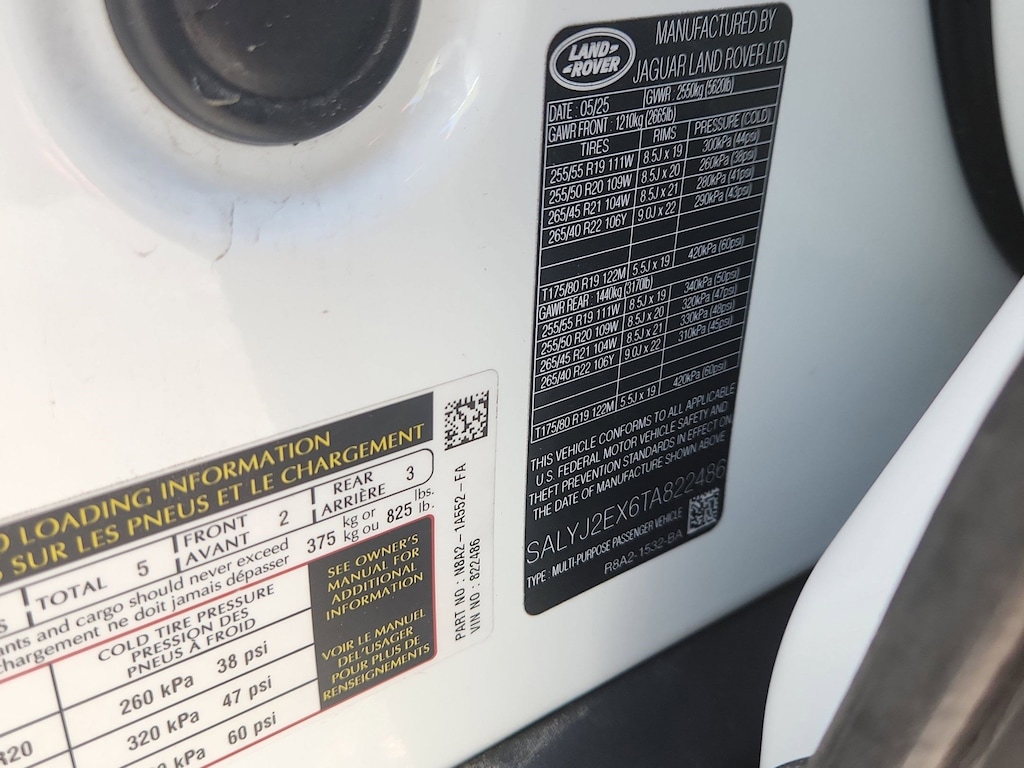 LAND-
-ROVER
MANUFACTURED BY
JAGUAR LAND ROVER LTD
DATE : 05/25 GVWR : 2550kg (5620lb)
GAWR FRONT : 1210kg (2665lb)
TIRES RIMS PRESSURE (COLD)
255/55 R19 111W 8.5J x 19 300kPa (44psi)
255/50 R20 109W 8.5J x 20 260kPa (38psi)
265/45 R21 104W 8.5J x 21 280kPa (41psi)
265/40 R22 106Y 9.0J x 22 290kPa (43psi)
T175/80 R19 122M 5.5J x 19 420kPa (60psi)
GAWR REAR : 1440kg (3170lb)
255/55 R19 111W 8.5J x 19 340kPa (50psi)
255/50 R20 109W 8.5J x 20 320kPa (47psi)
265/45 R21 104W 8.5J x 21 330kPa (48psi)
265/40 R22 106Y 9.0J x 22 310kPa (45psi)
T175/80 R19 122M 5.5J x 19 420kPa (60psi)
THIS VEHICLE CONFORMS TO ALL APPLICABLE
U.S. FEDERAL MOTOR VEHICLE SAFETY AND
THEFT PREVENTION STANDARDS IN EFFECT ON
THE DATE OF MANUFACTURE SHOWN ABOVE
SALYJ2EX6TA822486
TYPE : MULTI-PURPOSE PASSENGER VEHICLE
R8A2-1532-BA
LOADING INFORMATION
SUR LES PNEUS ET LE CHARGEMENT
TOTAL 5 FRONT AVANT 2 REAR ARRIÈRE 3
and cargo should never exceed 375 kg or 825 lbs.
ne doit jamais dépasser kg ou lb.
COLD TIRE PRESSURE
PRESSION DES
PNEUS À FROID
260 kPa 38 psi
R20 320 kPa 47 psi
kPa 60 psi
SEE OWNER'S
MANUAL FOR
ADDITIONAL
INFORMATION
VOIR LE MANUEL
DEL'USAGER
POUR PLUS DE
RENSEIGNEMENTS
PART NO : N8A2-1A552-FA
VIN NO : 822486